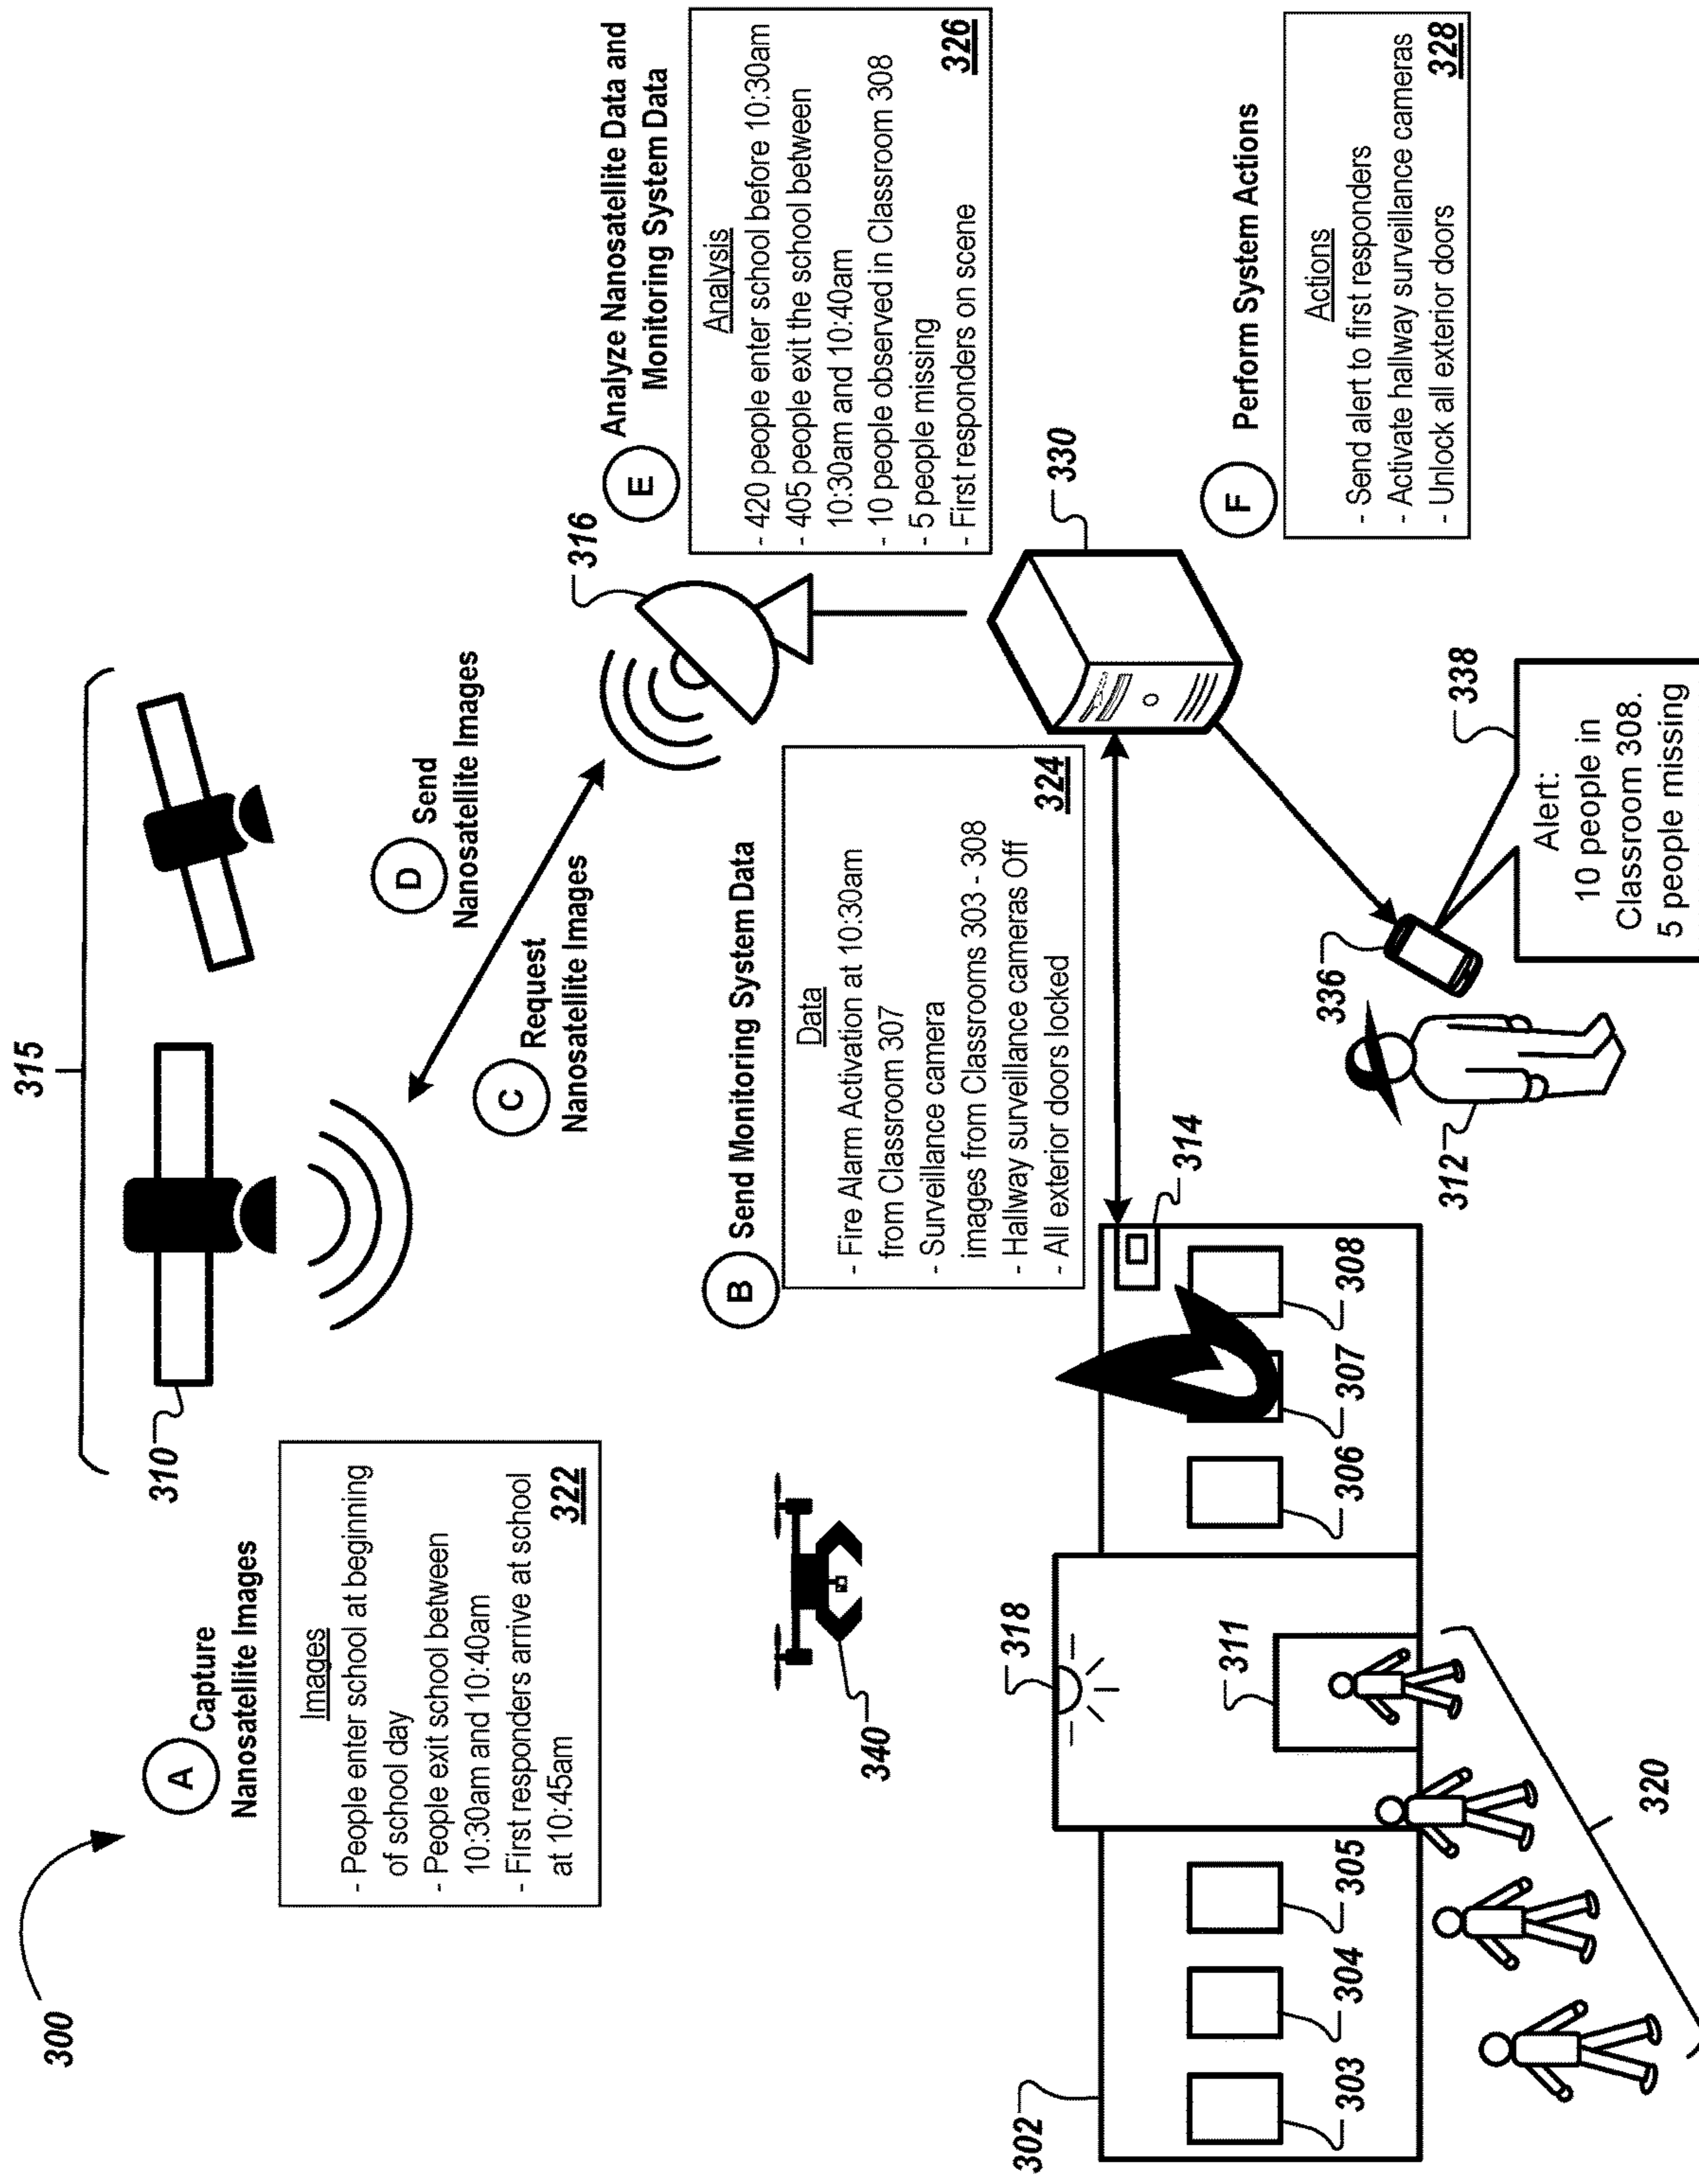 300
315
310
A
Capture
Nanosatellite Images
Images
- People enter school at beginning
of school day
- People exit school between
10:30am and 10:40am
- First responders arrive at school
at 10:45am
322
D
Send
Nanosatellite Images
C
Request
Nanosatellite Images
316
E
Analyze Nanosatellite Data and
Monitoring System Data
Analysis
- 420 people enter school before 10:30am
- 405 people exit the school between
10:30am and 10:40am
- 10 people observed in Classroom 308
- 5 people missing
- First responders on scene
326
B
Send Monitoring System Data
Data
- Fire Alarm Activation at 10:30am
from Classroom 307
- Surveillance camera
images from Classrooms 303 - 308
- Hallway surveillance cameras Off
- All exterior doors locked
324
330
F
Perform System Actions
Actions
- Send alert to first responders
- Activate hallway surveillance cameras
- Unlock all exterior doors
328
340
302
318
311
314
303
304
305
306
307
308
320
312
336
338
Alert:
10 people in
Classroom 308.
5 people missing